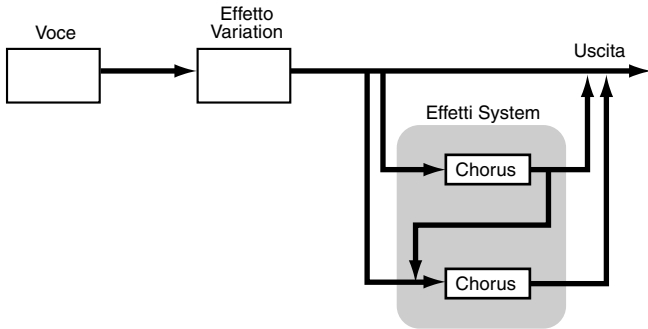 Voce
Effetto
Variation
Uscita
Effetti System
Chorus
Chorus